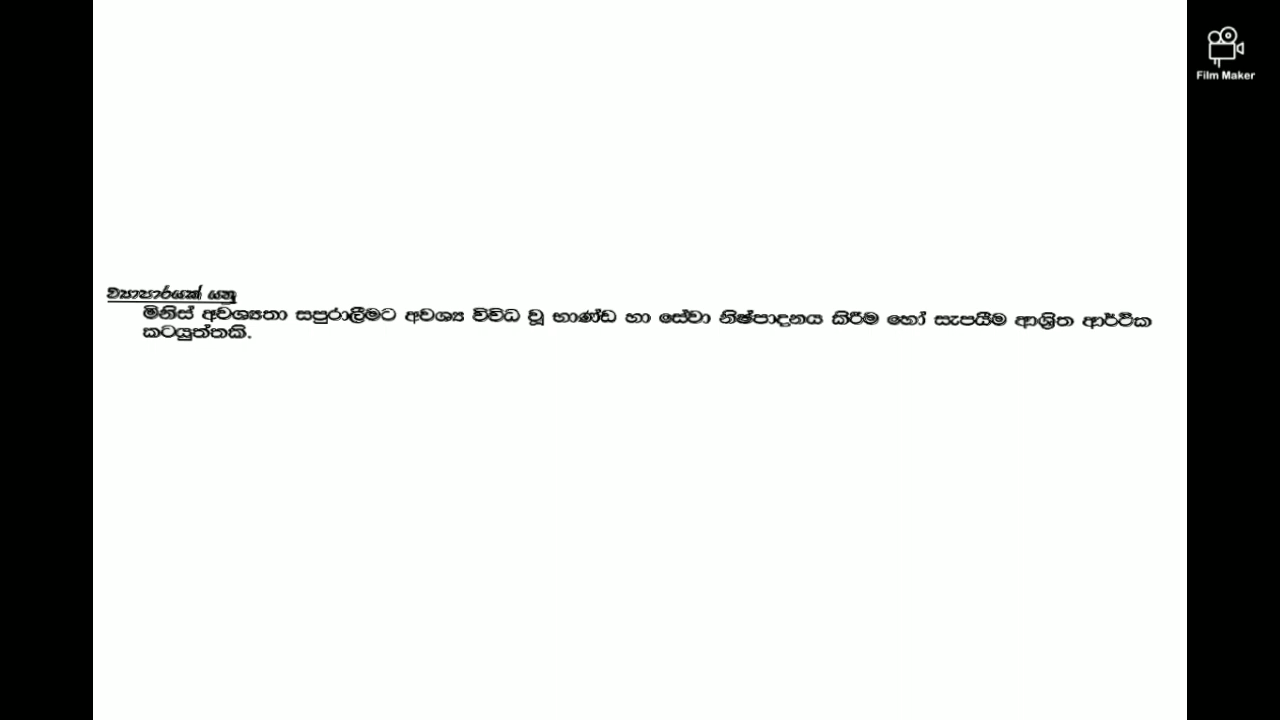 ව්‍යාපාරයක් යනු
මිනිස් අවශ්‍යතා සපුරාලීමට අවශ්‍ය විවිධ වූ භාණ්ඩ හා සේවා නිෂ්පාදනය කිරීම හෝ සැපයීම ආශ්‍රිත ආර්ථික
කටයුත්තකි.
Film Maker